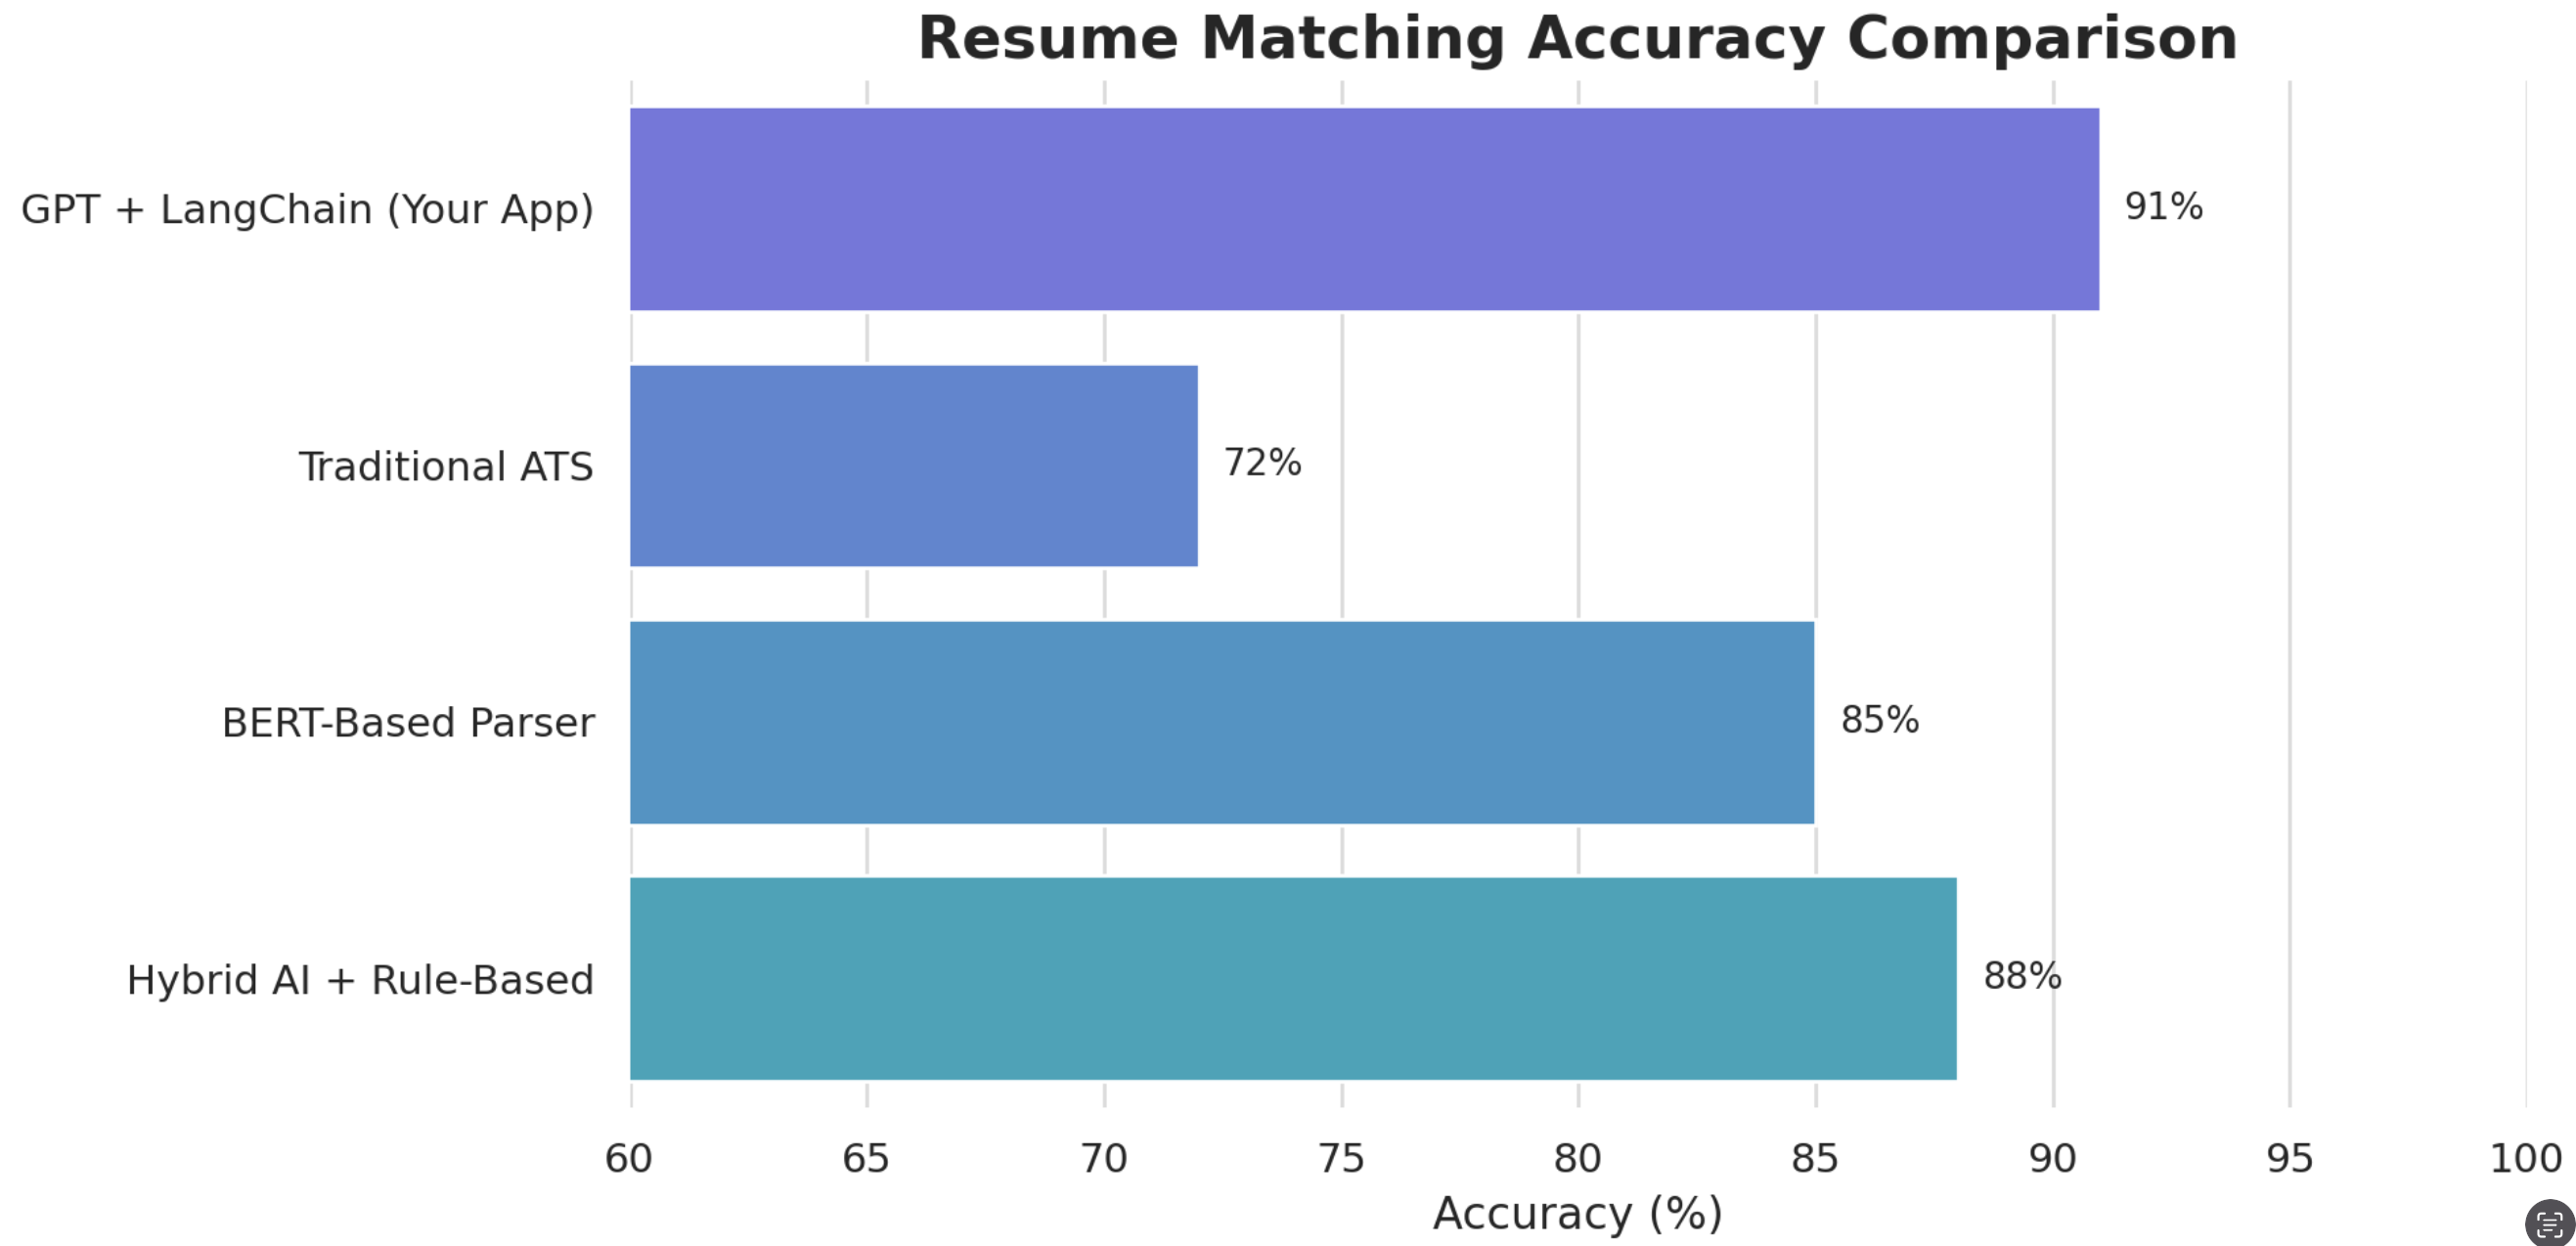 Resume Matching Accuracy Comparison
GPT + LangChain (Your App)
91%
Traditional ATS
72%
BERT-Based Parser
85%
Hybrid AI + Rule-Based
88%
60 65 70 75 80 85 90 95 100
Accuracy (%)